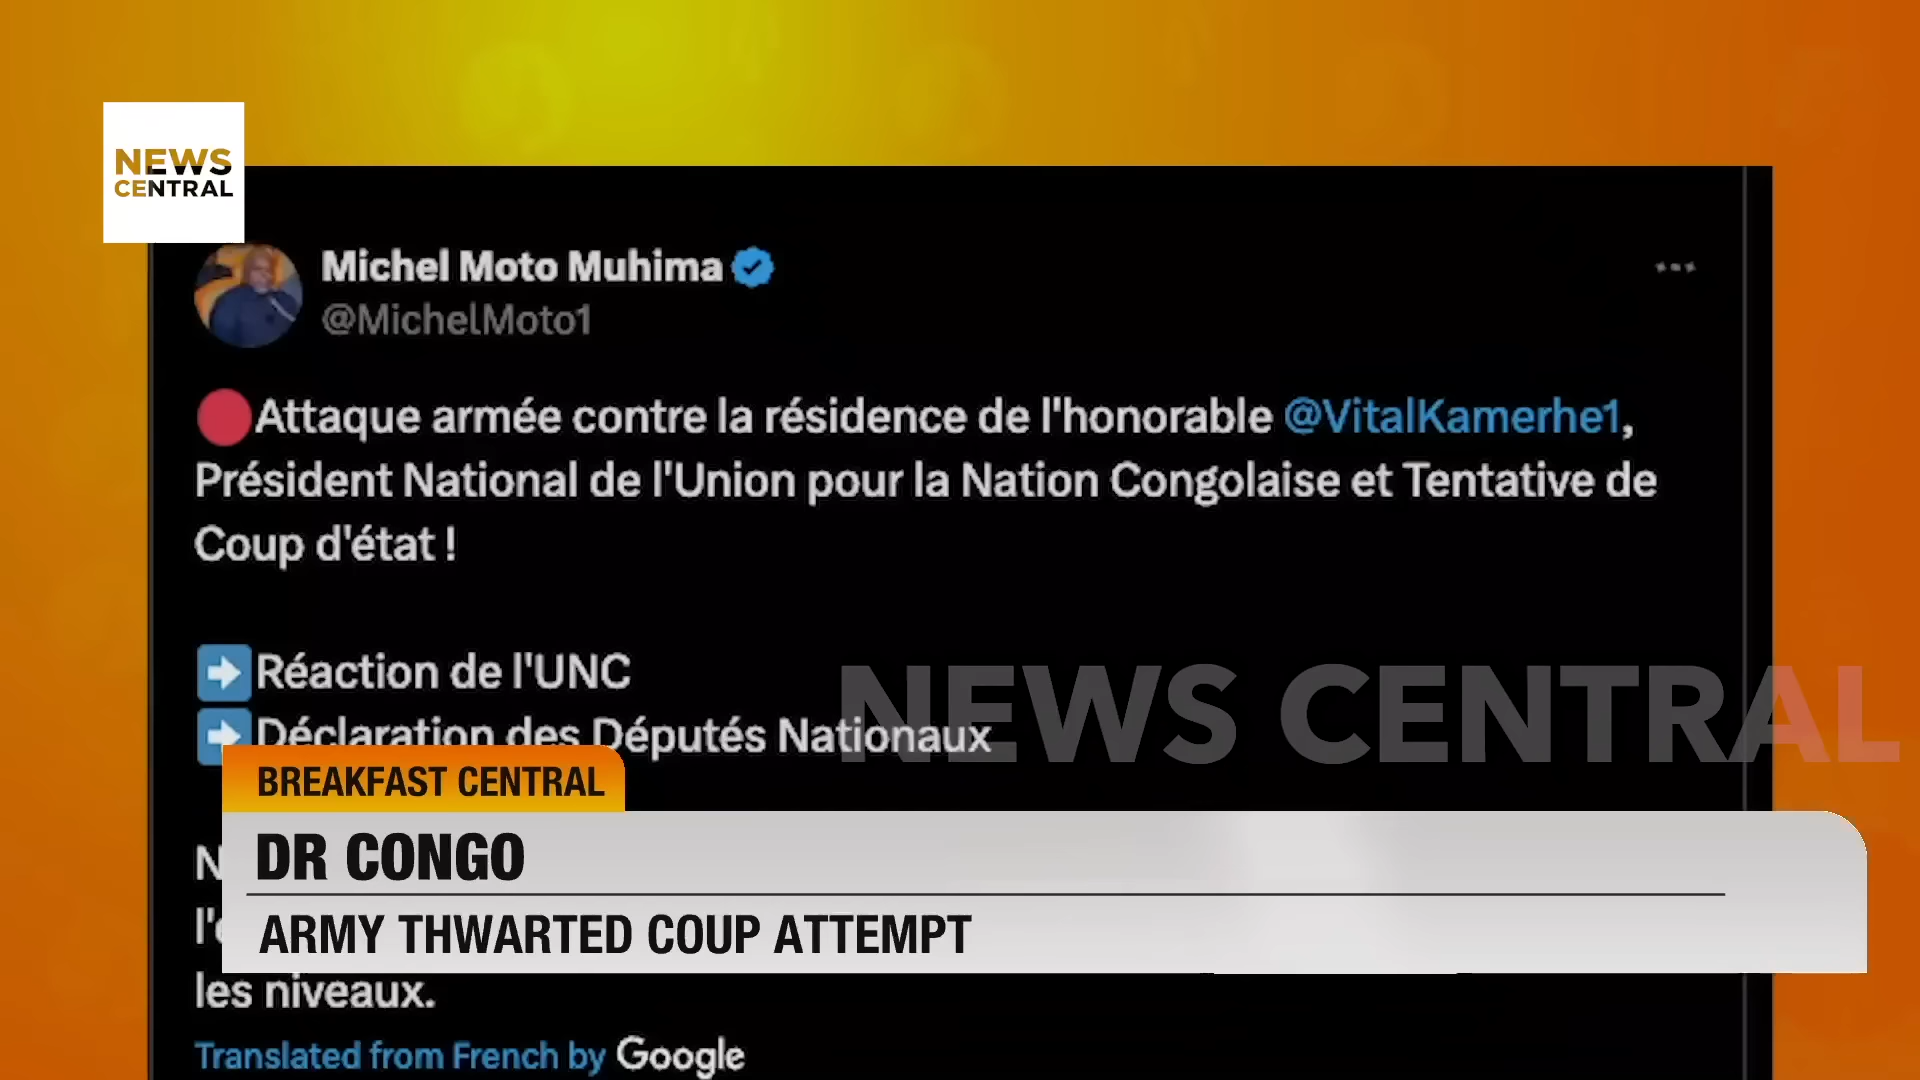 NEWS
CENTRAL
Michel Moto Muhima
@MichelMoto1
Attaque armée contre la résidence de l'honorable @VitalKamerhe1,
Président National de l'Union pour la Nation Congolaise et Tentative de
Coup d'état !
Réaction de l'UNC
Déclaration des Députés Nationaux
NEWS CENTRAL
BREAKFAST CENTRAL
DR CONGO
ARMY THWARTED COUP ATTEMPT
les niveaux.
Translated from French by Google